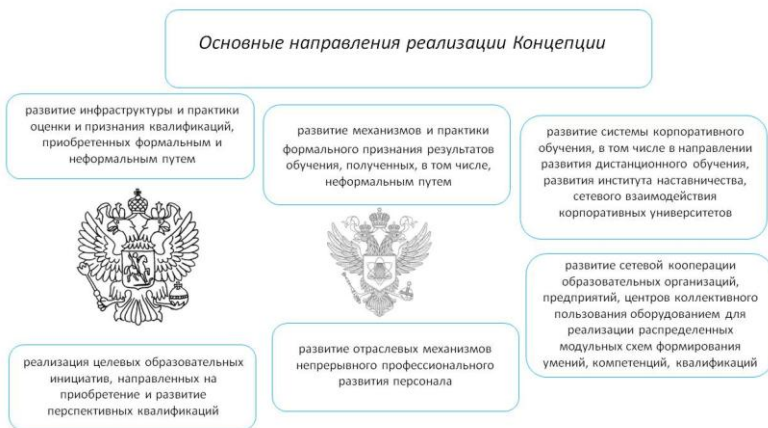 Основные направления реализации Концепции
развитие инфраструктуры и практики
оценки и признания квалификаций,
приобретенных формальным и
неформальным путем
развитие механизмов и практики
формального признания результатов
обучения, полученных, в том числе,
неформальным путем
развитие системы корпоративного
обучения, в том числе в направлении
развития дистанционного обучения,
развития института наставничества,
сетевого взаимодействия
корпоративных университетов
развитие сетевой кооперации
образовательных организаций,
предприятий, центров коллективного
пользования оборудованием для
реализации распределенных
модульных схем формирования
умений, компетенций, квалификаций
реализация целевых образовательных
инициатив, направленных на
приобретение и развитие
перспективных квалификаций
развитие отраслевых механизмов
непрерывного профессионального
развития персонала